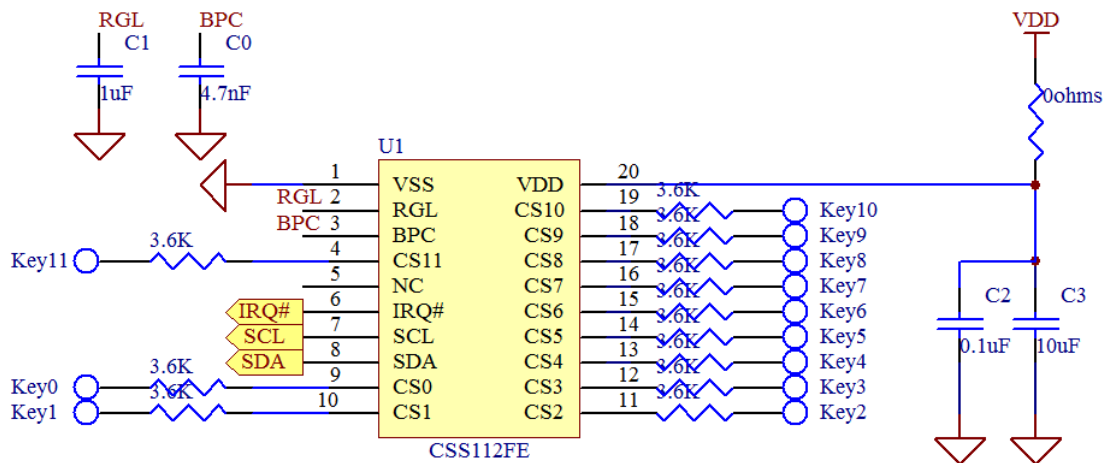 RGL BPC VDD
C1 C0
1uF 4.7nF 0ohms
U1
1 VSS VDD 20
RGL 2 RGL CS10 19 3.6K Key10
BPC 3 BPC CS9 18 3.6K Key9
Key11 3.6K 4 CS11 CS8 17 3.6K Key8
5 NC CS7 16 3.6K Key7
IRQ# 6 IRQ# CS6 15 3.6K Key6
SCL 7 SCL CS5 14 3.6K Key5
SDA 8 SDA CS4 13 3.6K Key4
Key0 3.6K 9 CS0 CS3 12 3.6K Key3
Key1 3.6K 10 CS1 CS2 11 3.6K Key2
C2 C3
0.1uF 10uF
CSS112FE